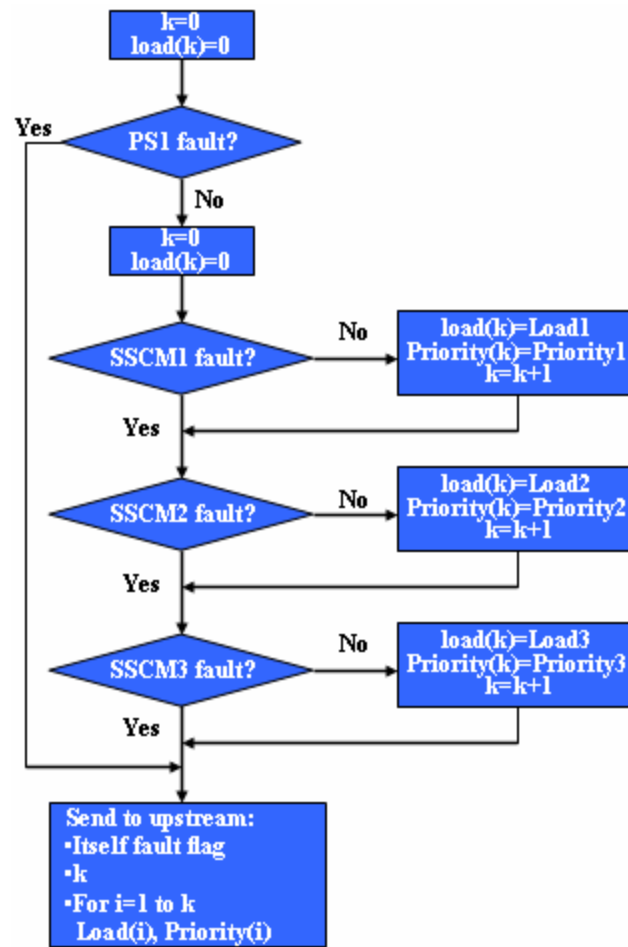 k=0
load(k)=0
Yes
PS1 fault?
No
k=0
load(k)=0
SSCM1 fault?
No
load(k)=Load1
Priority(k)=Priority1
k=k+1
Yes
SSCM2 fault?
No
load(k)=Load2
Priority(k)=Priority2
k=k+1
Yes
SSCM3 fault?
No
load(k)=Load3
Priority(k)=Priority3
k=k+1
Yes
Send to upstream:
▪Itself fault flag
▪k
▪For i=1 to k
Load(i), Priority(i)